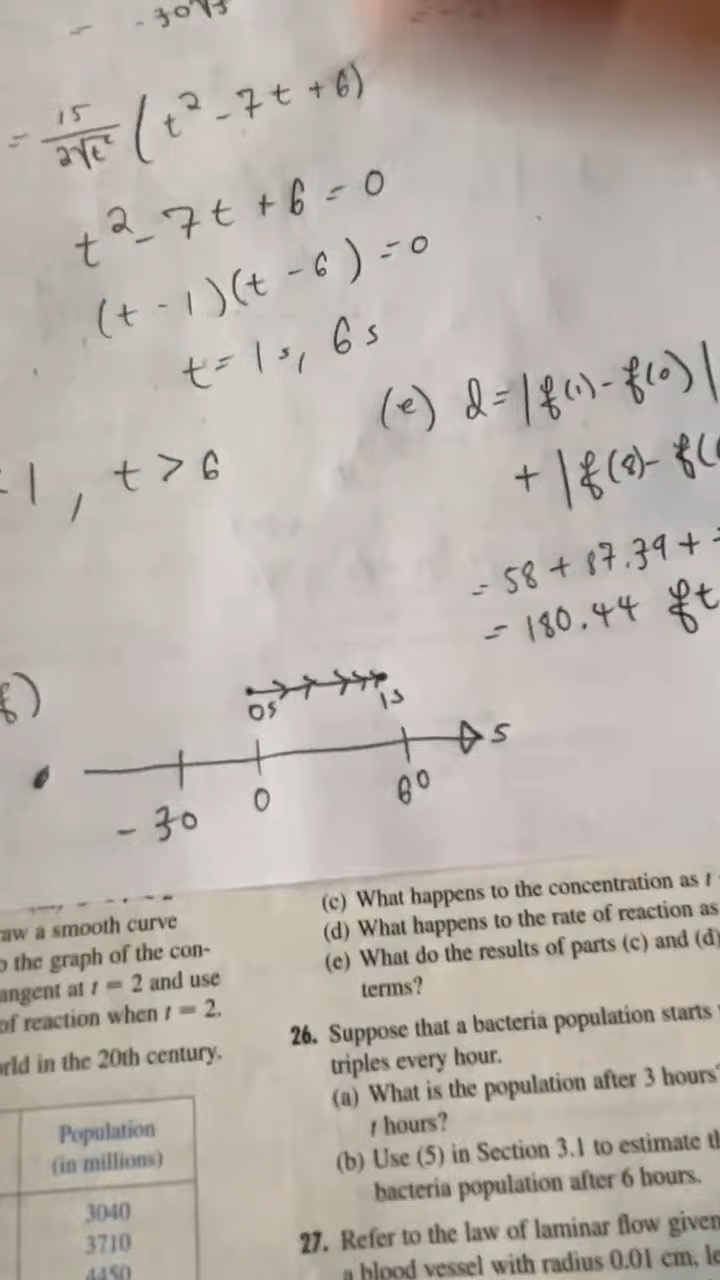 - -30√3
= 15/2√t² (t² - 7t + 6)
t² - 7t + 6 = 0
(t - 1)(t - 6) = 0
t = 1s, 6s
1, t > 6
(e) d = |f(1) - f(0)|
+ |f(8) - f(
= 58 + 87.39 +
= 180.44 ft
f)
0s 1s
s
-30 0 60
raw a smooth curve
the graph of the con-
angent at t = 2 and use
of reaction when t = 2.
orld in the 20th century.
Population
(in millions)
3040
3710
4450
(c) What happens to the concentration as t
(d) What happens to the rate of reaction as
(e) What do the results of parts (c) and (d)
terms?
26. Suppose that a bacteria population starts
triples every hour.
(a) What is the population after 3 hours?
t hours?
(b) Use (5) in Section 3.1 to estimate th
bacteria population after 6 hours.
27. Refer to the law of laminar flow given
a blood vessel with radius 0.01 cm, le